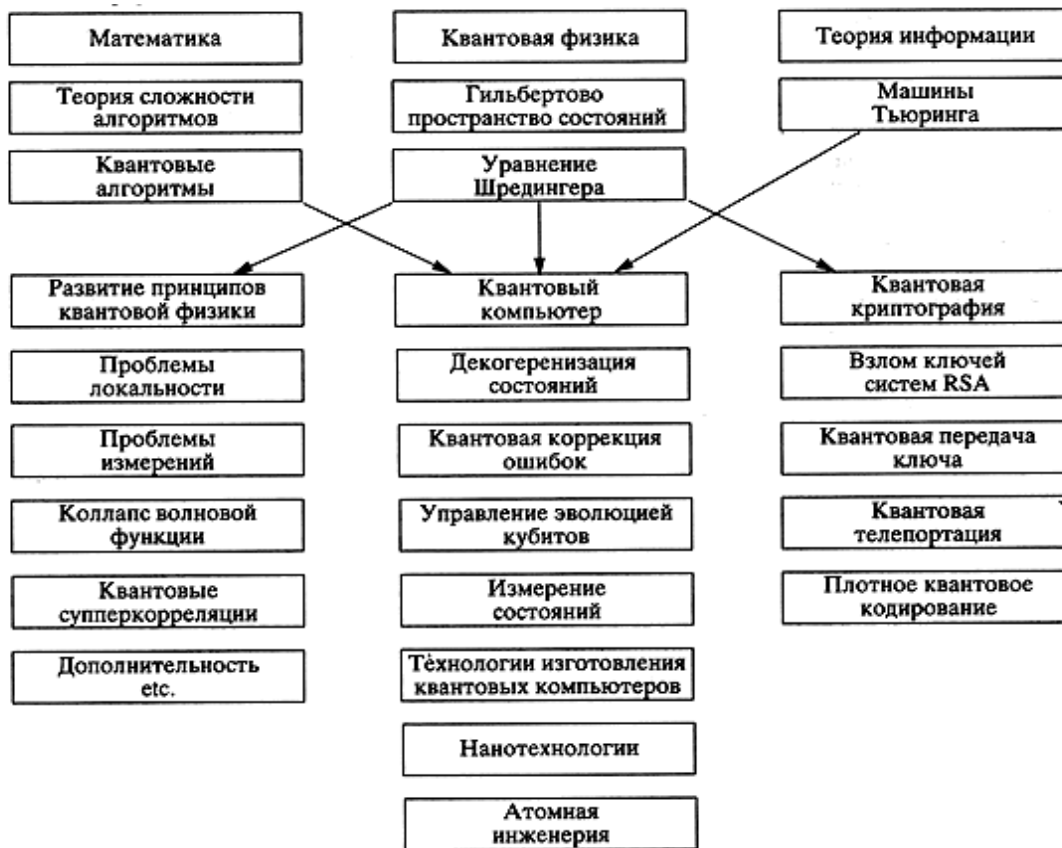 Математика
Квантовая физика
Теория информации
Теория сложности
алгоритмов
Гильбертово
пространство состояний
Машины
Тьюринга
Квантовые
алгоритмы
Уравнение
Шредингера
Развитие принципов
квантовой физики
Квантовый
компьютер
Квантовая
криптография
Проблемы
локальности
Декогеренизация
состояний
Взлом ключей
систем RSA
Проблемы
измерений
Квантовая коррекция
ошибок
Квантовая передача
ключа
Коллапс волновой
функции
Управление эволюцией
кубитов
Квантовая
телепортация
Квантовые
супперкорреляции
Измерение
состояний
Плотное квантовое
кодирование
Дополнительность
etc.
Технологии изготовления
квантовых компьютеров
Нанотехнологии
Атомная
инженерия